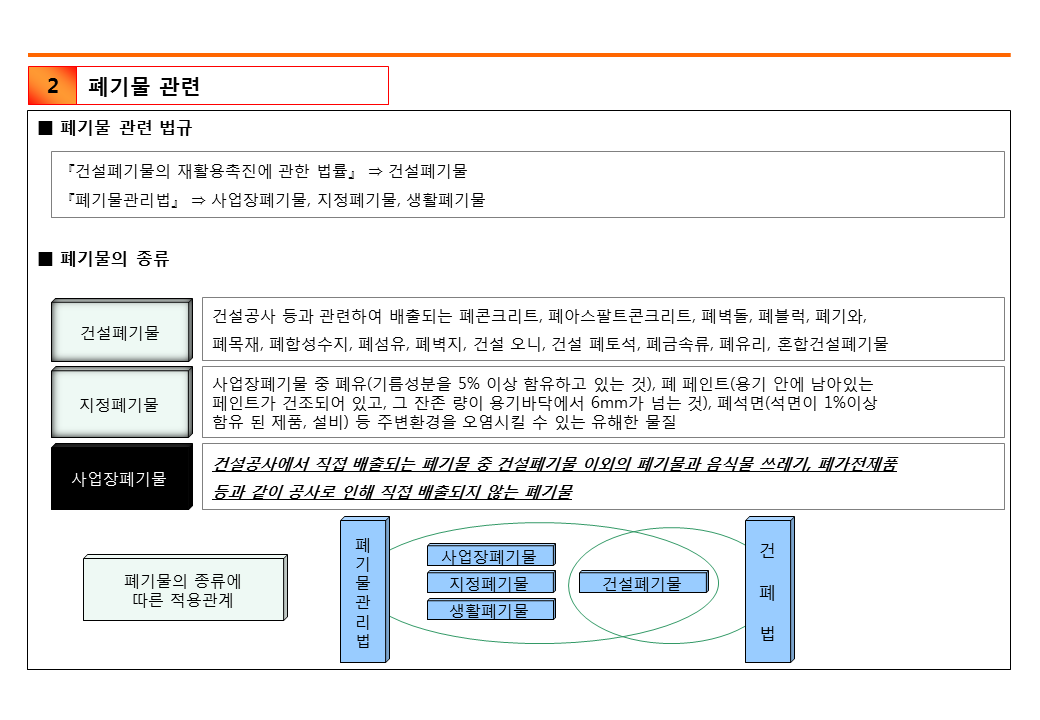 2 폐기물 관련
■ 폐기물 관련 법규
『건설폐기물의 재활용촉진에 관한 법률』 ⇒ 건설폐기물
『폐기물관리법』 ⇒ 사업장폐기물, 지정폐기물, 생활폐기물
■ 폐기물의 종류
건설폐기물
건설공사 등과 관련하여 배출되는 폐콘크리트, 폐아스팔트콘크리트, 폐벽돌, 폐블럭, 폐기와,
폐목재, 폐합성수지, 폐섬유, 폐벽지, 건설 오니, 건설 폐토석, 폐금속류, 폐유리, 혼합건설폐기물
지정폐기물
사업장폐기물 중 폐유(기름성분을 5% 이상 함유하고 있는 것), 폐 페인트(용기 안에 남아있는
페인트가 건조되어 있고, 그 잔존 량이 용기바닥에서 6mm가 넘는 것), 폐석면(석면이 1%이상
함유 된 제품, 설비) 등 주변환경을 오염시킬 수 있는 유해한 물질
사업장폐기물
건설공사에서 직접 배출되는 폐기물 중 건설폐기물 이외의 폐기물과 음식물 쓰레기, 폐가전제품
등과 같이 공사로 인해 직접 배출되지 않는 폐기물
폐기물의 종류에
따른 적용관계
폐
기
물
관
리
법
사업장폐기물
지정폐기물
생활폐기물
건설폐기물
건
폐
법